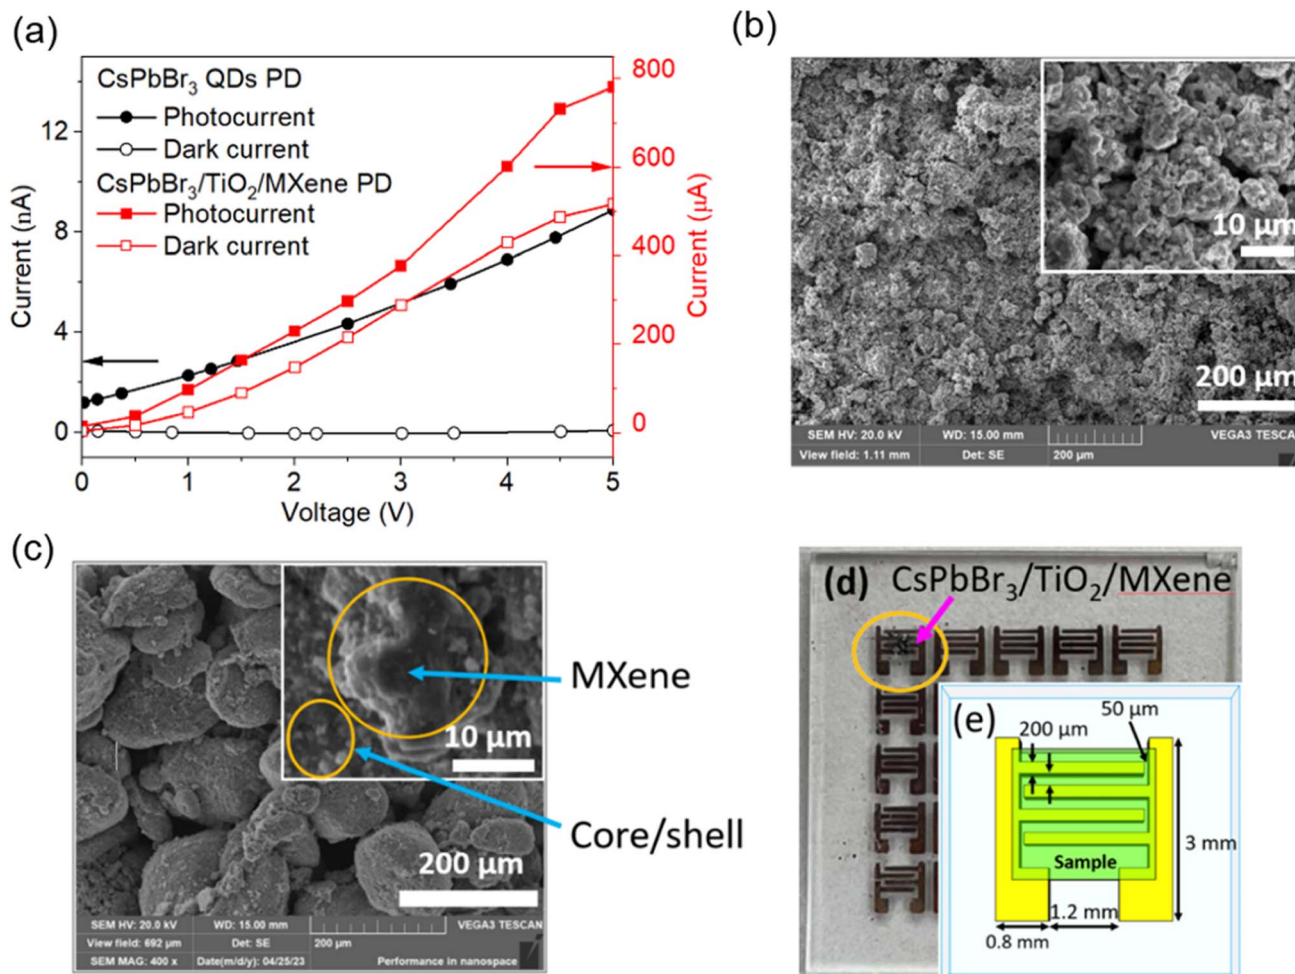 (a)
CsPbBr₃ QDs PD
Photocurrent
Dark current
CsPbBr₃/TiO₂/MXene PD
Photocurrent
Dark current
Current (nA)
12
8
4
0
Current (µA)
800
600
400
200
0
0 1 2 3 4 5
Voltage (V)
(b)
10 µm
200 µm
SEM HV: 20.0 kV WD: 15.00 mm VEGA3 TESCAN
View field: 1.11 mm Det: SE 200 µm
(c)
10 µm
MXene
Core/shell
200 µm
SEM HV: 20.0 kV WD: 15.00 mm VEGA3 TESCAN
View field: 692 µm Det: SE 200 µm
SEM MAG: 400 x Date(m/d/y): 04/25/23 Performance in nanospace
(d) CsPbBr₃/TiO₂/MXene
(e)
50 µm
200 µm
3 mm
Sample
1.2 mm
0.8 mm